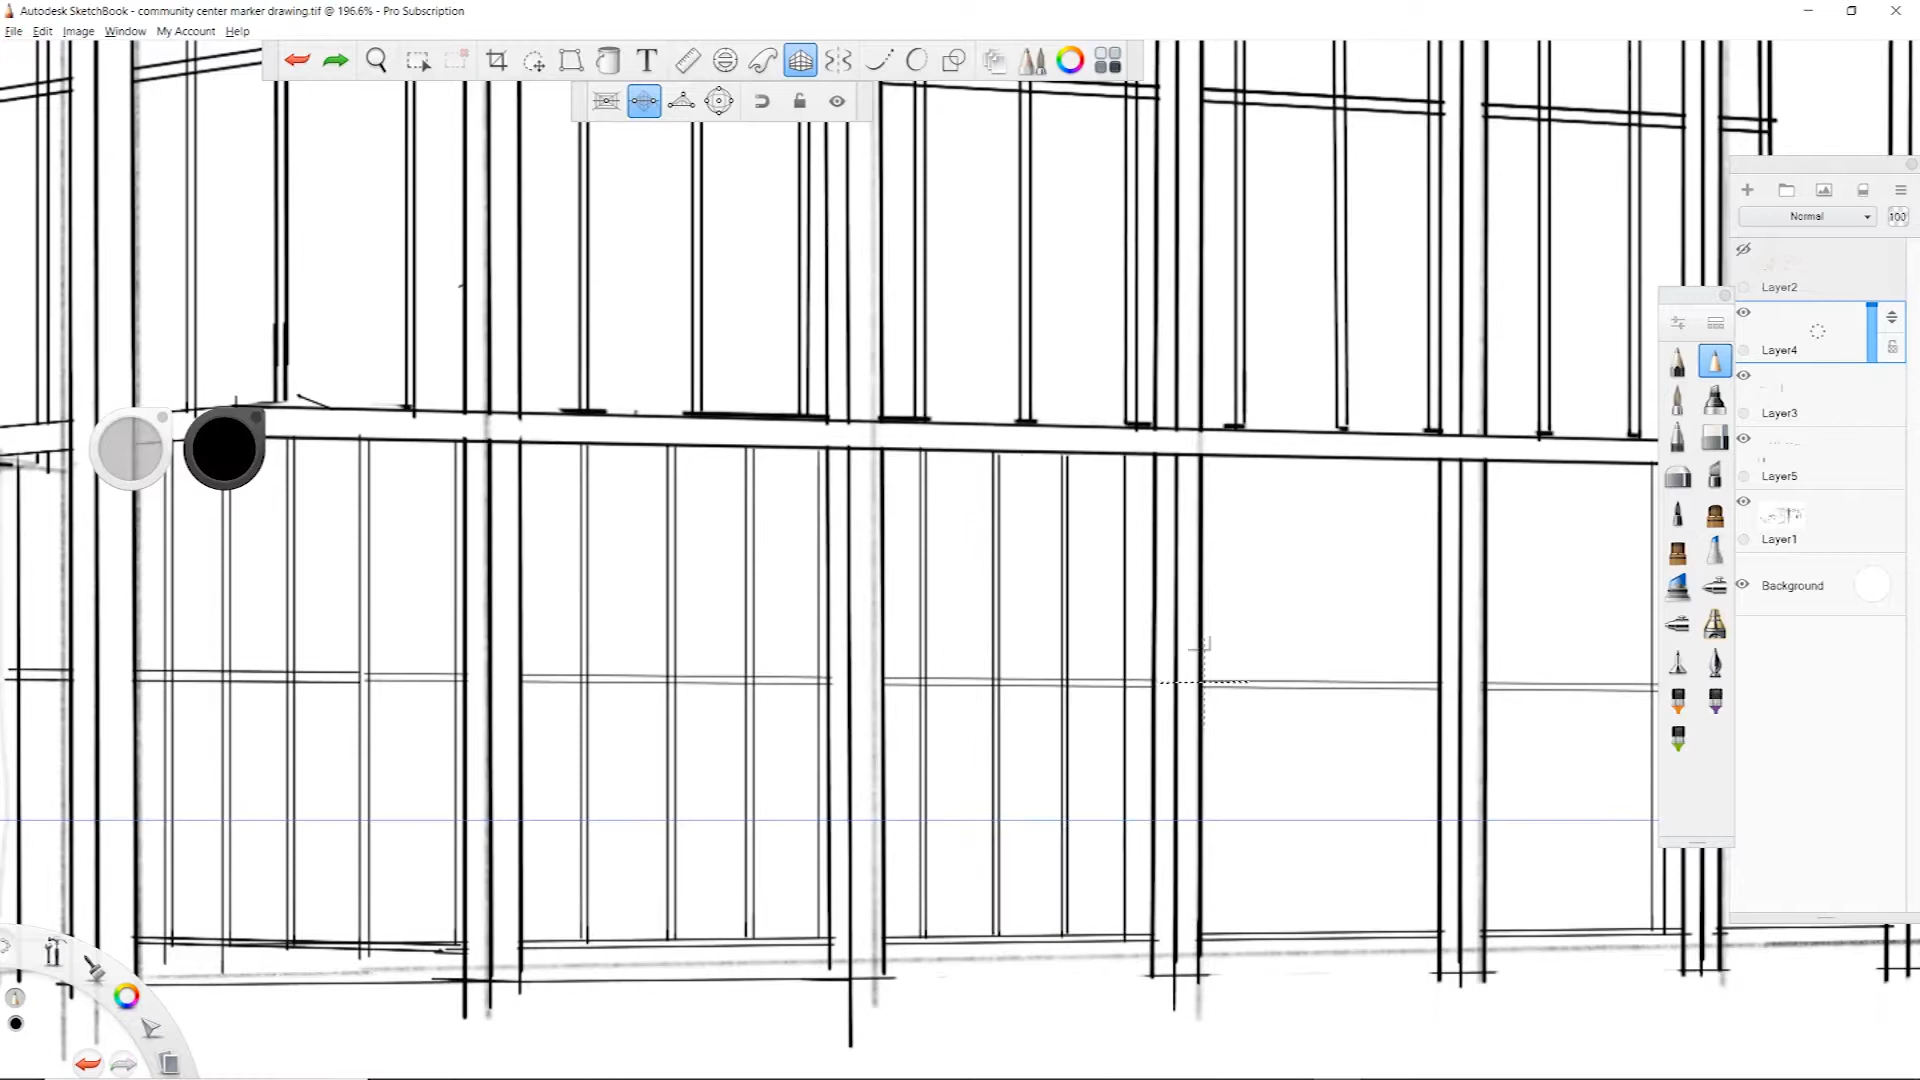 Autodesk SketchBook - community center marker drawing.tif @ 196.6% - Pro Subscription
File Edit Image Window My Account Help
T
Normal 100
Layer2
Layer4
Layer3
Layer5
Layer1
Background